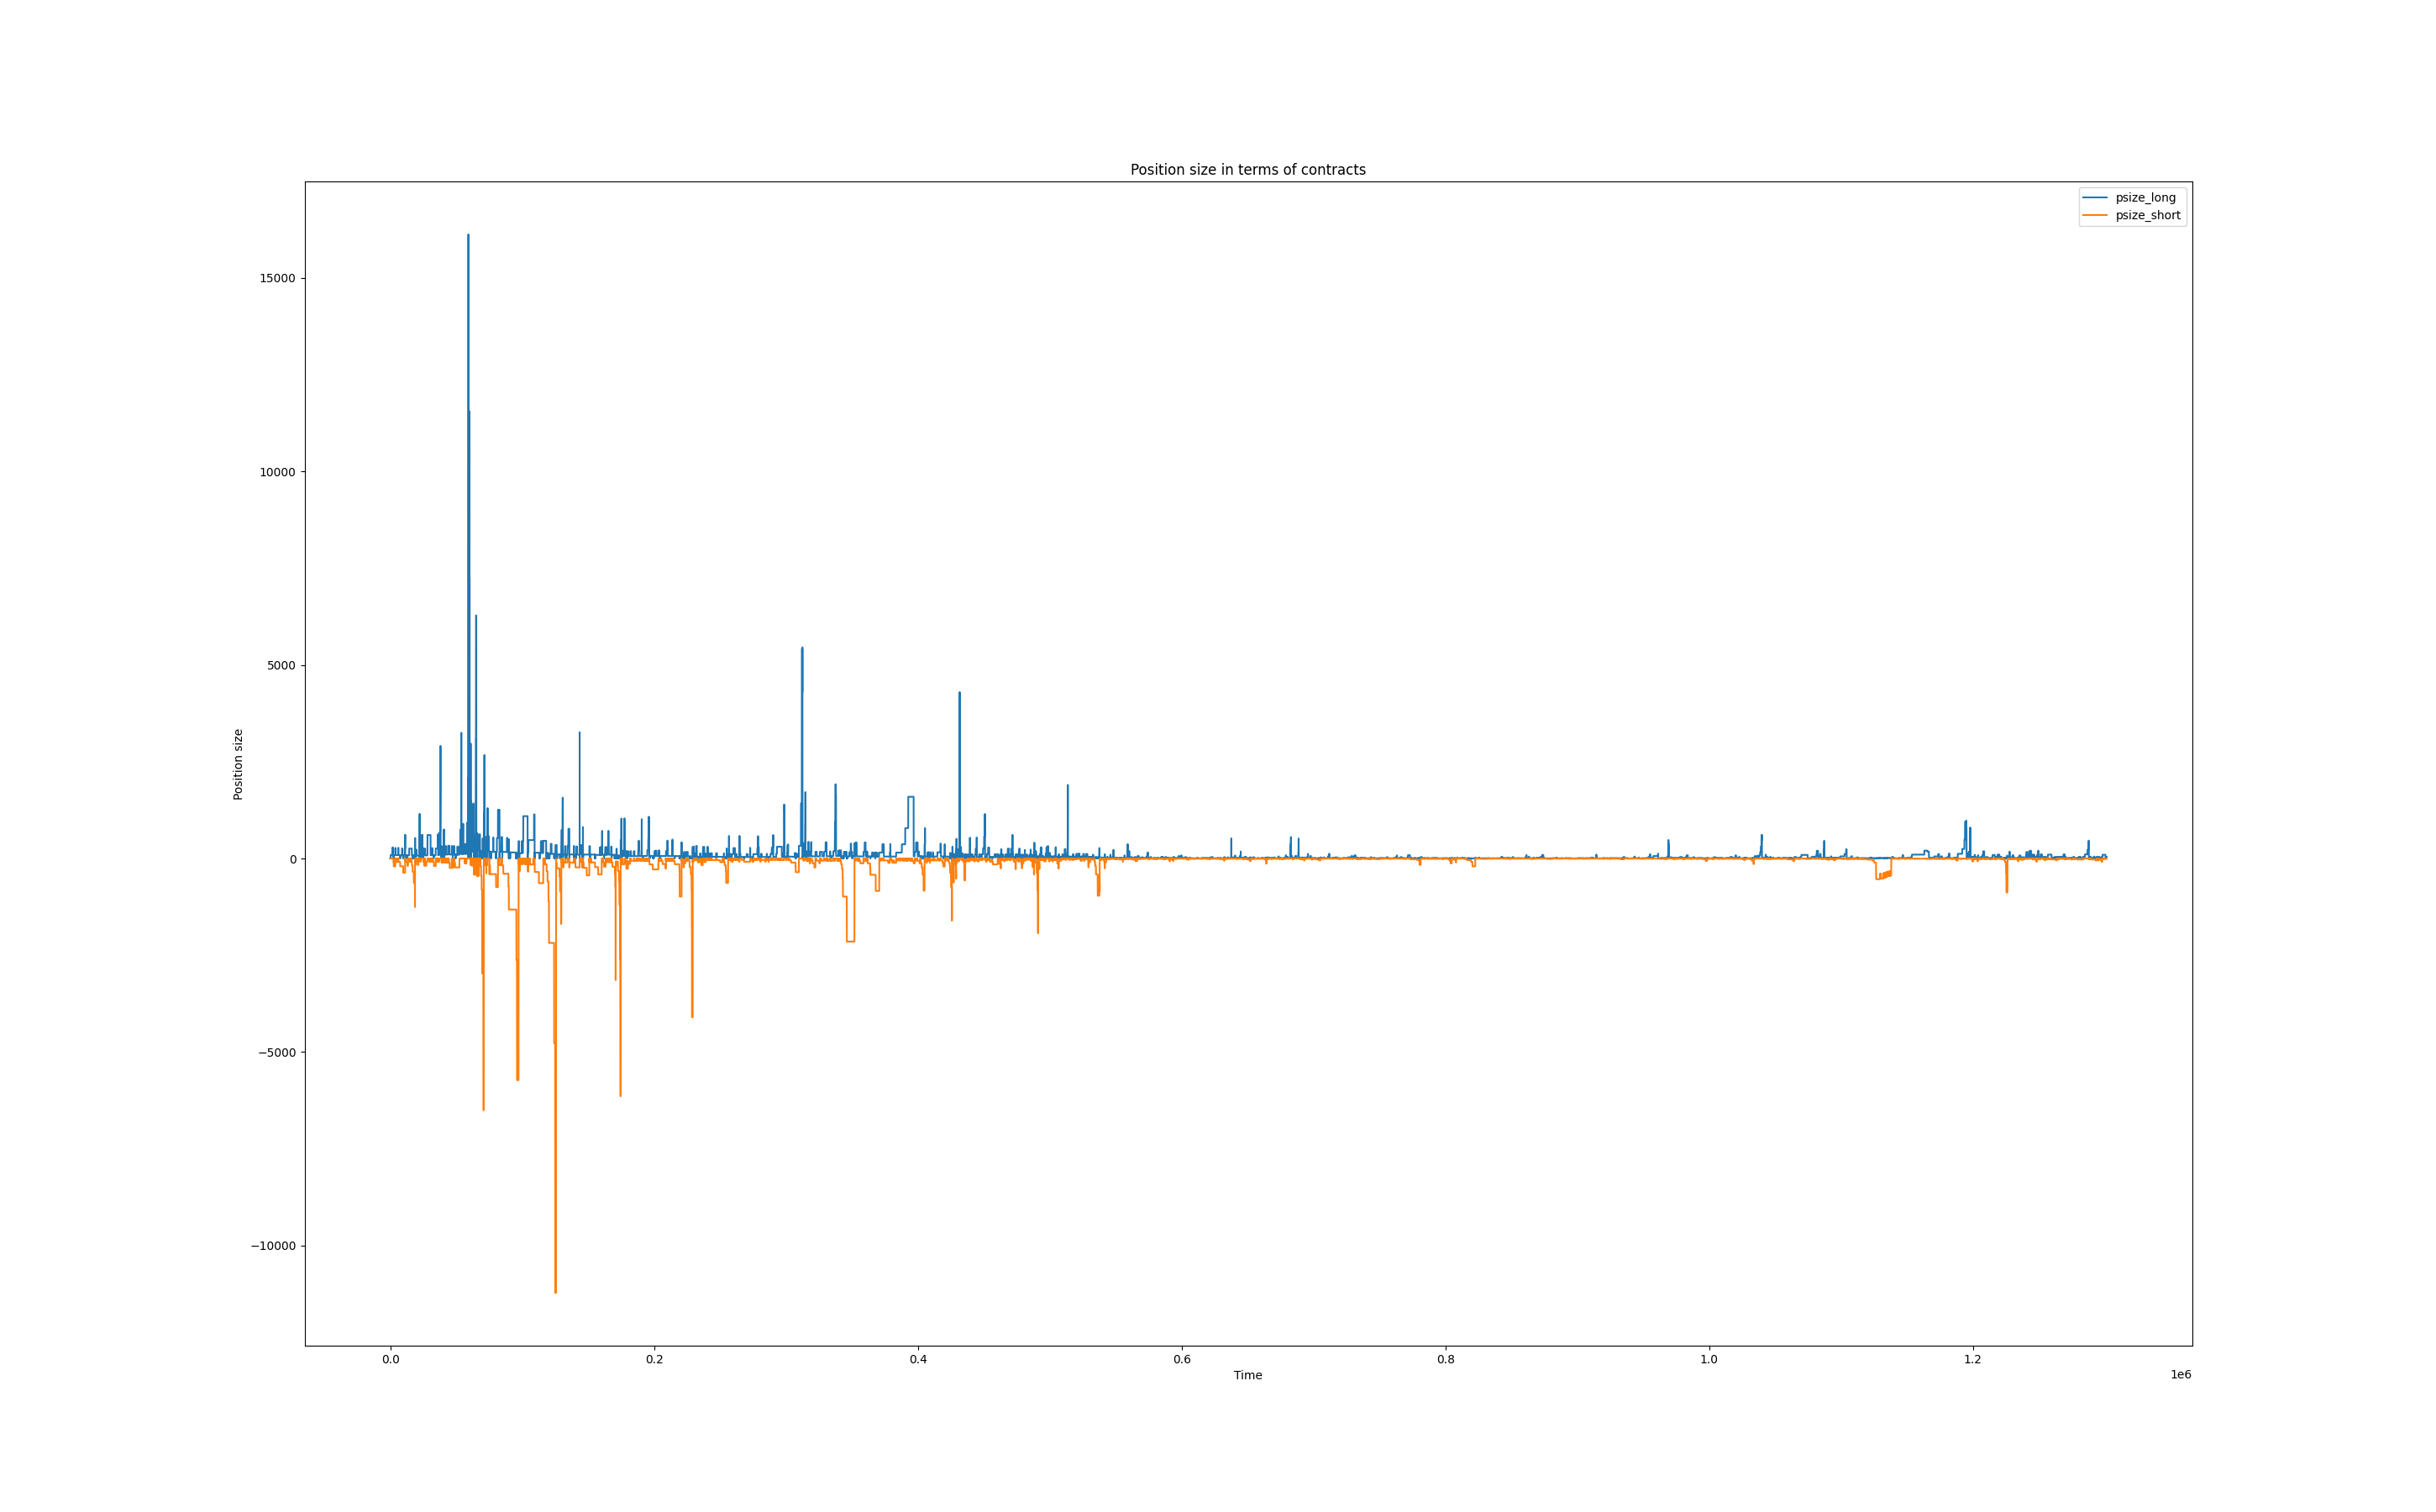 Position size in terms of contracts
psize_long
psize_short
15000
10000
5000
0
−5000
−10000
Position size
0.0
0.2
0.4
0.6
0.8
1.0
1.2
1e6
Time